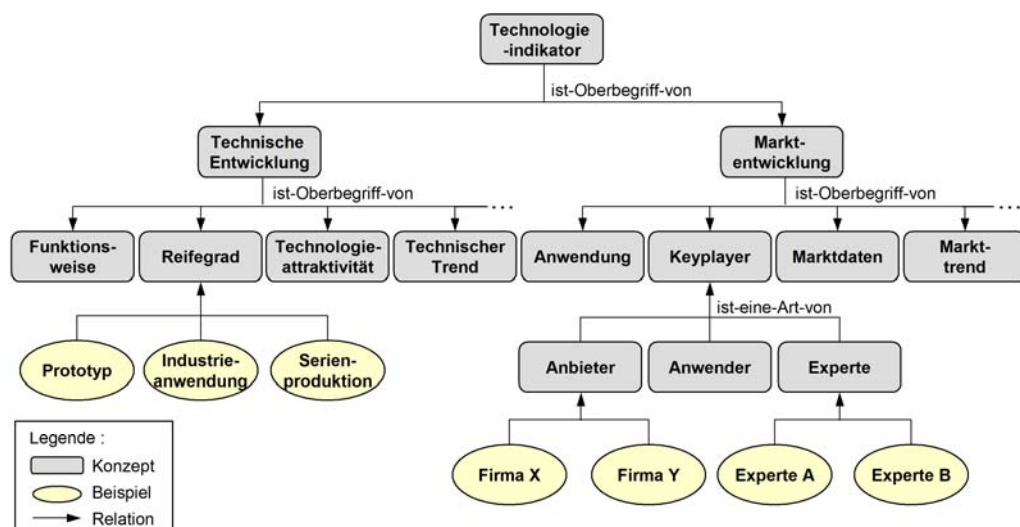 Technologie
-indikator
ist-Oberbegriff-von
Technische
Entwicklung
Markt-
entwicklung
ist-Oberbegriff-von
ist-Oberbegriff-von
Funktions-
weise
Reifegrad
Technologie-
attraktivität
Technischer
Trend
....
Anwendung
Keyplayer
Marktdaten
Markt-
trend
....
ist-eine-Art-von
Prototyp
Industrie-
anwendung
Serien-
produktion
Anbieter
Anwender
Experte
Firma X
Firma Y
Experte A
Experte B
Legende :
Konzept
Beispiel
Relation